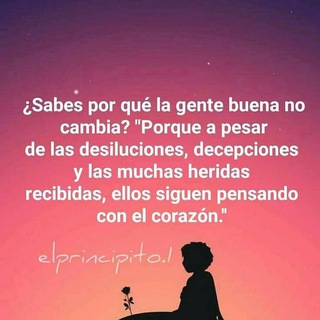 ¿Sabes por qué la gente buena no
cambia? "Porque a pesar
de las desiluciones, decepciones
y las muchas heridas
recibidas, ellos siguen pensando
con el corazón."
elprincipito.1